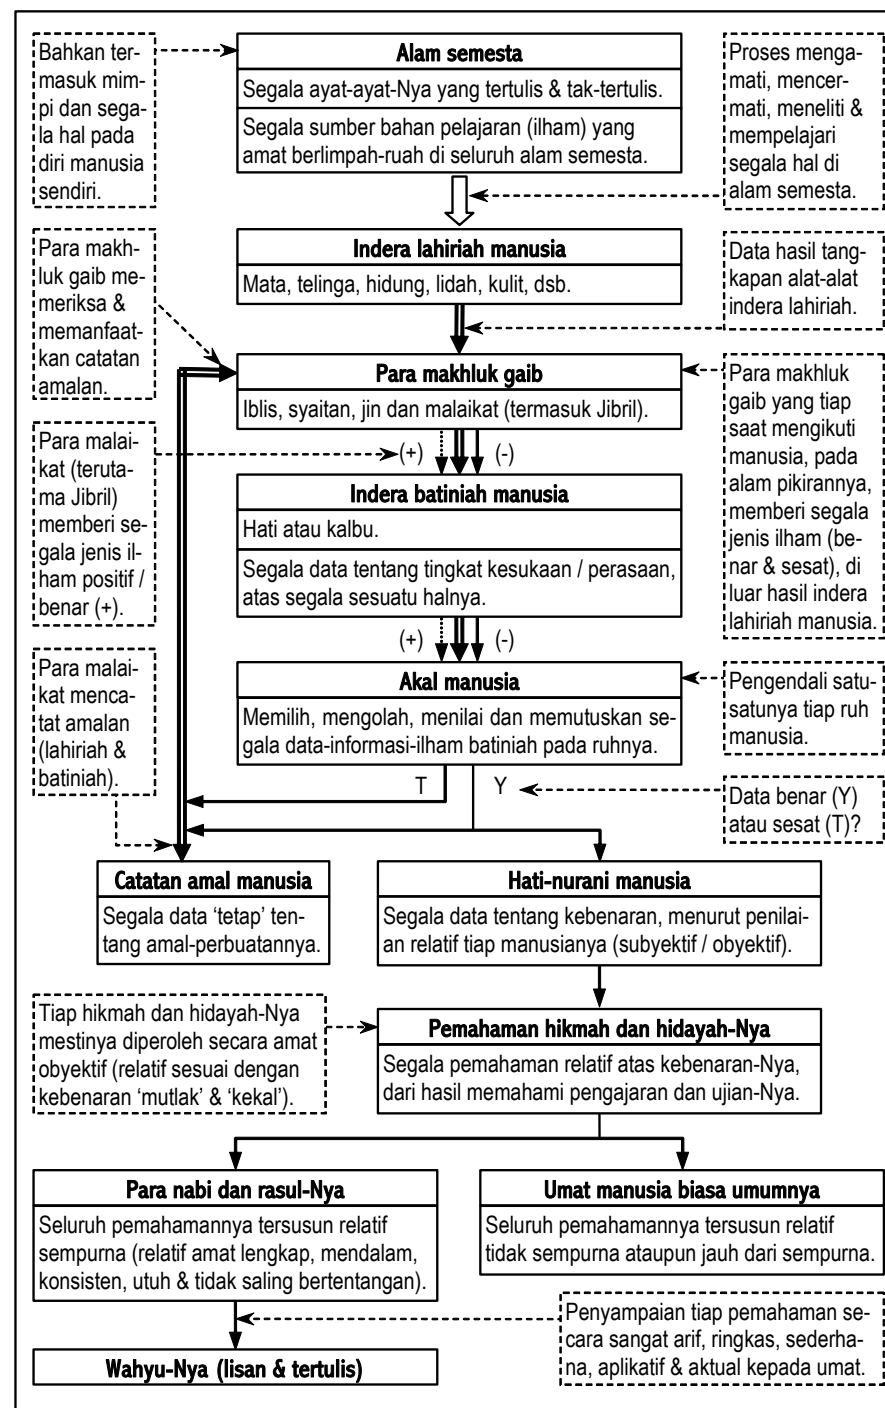 Bahkan ter-
masuk mim-
pi dan sega-
la hal pada
diri manusia
sendiri.
Alam semesta
Segala ayat-ayat-Nya yang tertulis & tak-tertulis.
Segala sumber bahan pelajaran (ilham) yang
amat berlimpah-ruah di seluruh alam semesta.
Proses menga-
mati, mencer-
mati, meneliti &
mempelajari
segala hal di
alam semesta.
Para makh-
luk gaib me-
meriksa &
memanfaat-
kan catatan
amalan.
Indera lahiriah manusia
Mata, telinga, hidung, lidah, kulit, dsb.
Data hasil tang-
kapan alat-alat
indera lahiriah.
Para makhluk gaib
Iblis, syaitan, jin dan malaikat (termasuk Jibril).
Para makhluk
gaib yang tiap
saat mengikuti
manusia, pada
alam pikirannya,
memberi segala
jenis ilham (be-
nar & sesat), di
luar hasil indera
lahiriah manusia.
Para malai-
kat (teruta-
ma Jibril)
memberi se-
gala jenis il-
ham positif /
benar (+).
(+) (-)
Indera batiniah manusia
Hati atau kalbu.
Segala data tentang tingkat kesukaan / perasaan,
atas segala sesuatu halnya.
(+) (-)
Para malai-
kat menca-
tat amalan
(lahiriah &
batiniah).
Akal manusia
Memilih, mengolah, menilai dan memutuskan se-
gala data-informasi-ilham batiniah pada ruhnya.
Pengendali satu-
satunya tiap ruh
manusia.
T Y
Data benar (Y)
atau sesat (T)?
Catatan amal manusia
Segala data ‘tetap’ ten-
tang amal-perbuatannya.
Hati-nurani manusia
Segala data tentang kebenaran, menurut penilai-
an relatif tiap manusianya (subyektif / obyektif).
Tiap hikmah dan hidayah-Nya
mestinya diperoleh secara amat
obyektif (relatif sesuai dengan
kebenaran ‘mutlak’ & ‘kekal’).
Pemahaman hikmah dan hidayah-Nya
Segala pemahaman relatif atas kebenaran-Nya,
dari hasil memahami pengajaran dan ujian-Nya.
Para nabi dan rasul-Nya
Seluruh pemahamannya tersusun relatif
sempurna (relatif amat lengkap, mendalam,
konsisten, utuh & tidak saling bertentangan).
Umat manusia biasa umumnya
Seluruh pemahamannya tersusun relatif
tidak sempurna ataupun jauh dari sempurna.
Penyampaian tiap pemahaman se-
cara sangat arif, ringkas, sederha-
na, aplikatif & aktual kepada umat.
Wahyu-Nya (lisan & tertulis)